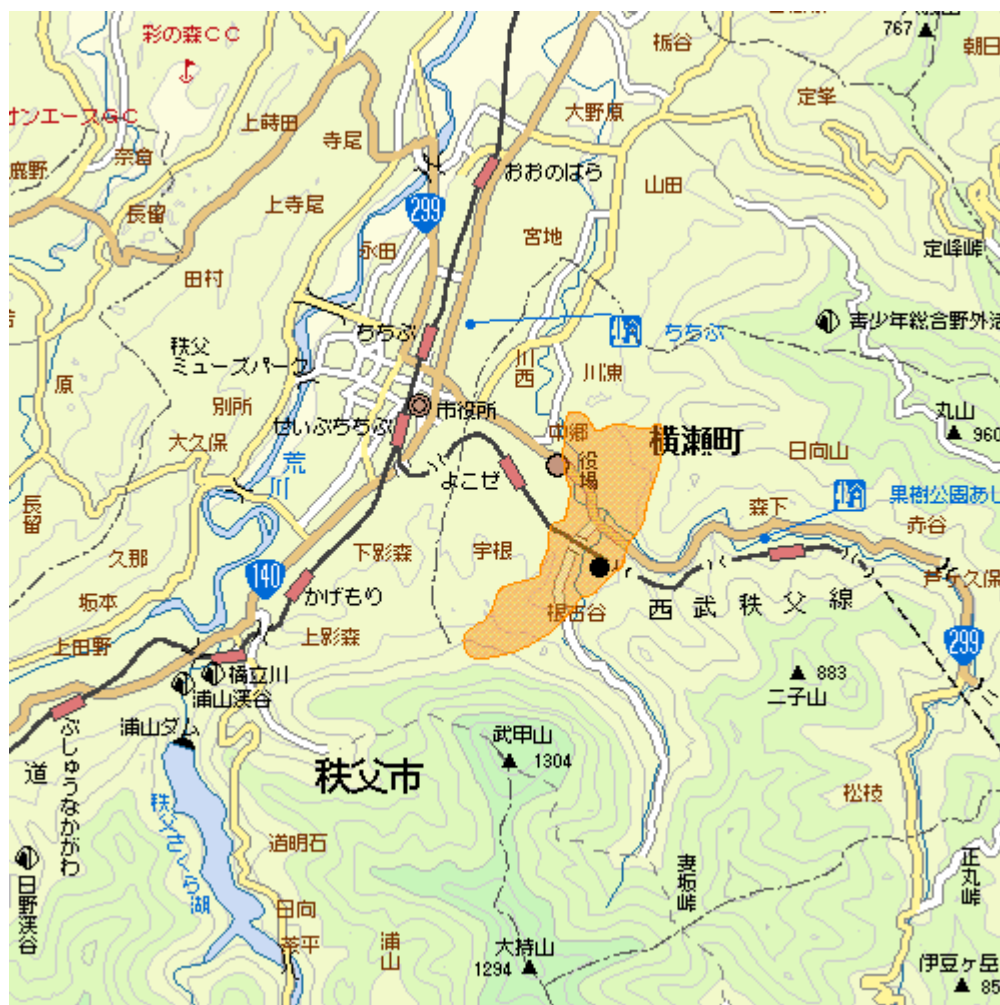 彩の森CC
767
栃谷
朝日
オンエースGC
定峯
大野原
上蒔田
寺尾
奈倉
鹿野
おおのはら
山田
長留
上寺尾
299
宮地
永田
定峰峠
田村
ちちぶ
ちちぶ
青少年総合野外活
秩父
ミューズパーク
川西
川東
原
別所
市役所
丸山
960
せいぶちちぶ
中郷
横瀬町
大久保
日向山
荒川
よこぜ
役場
果樹公園あし
長留
森下
赤谷
久那
下影森
宇根
140
芦ヶ久保
坂本
かげもり
根古谷
西武秩父線
上田野
上影森
299
橋立川
浦山渓谷
883
二子山
ぶしゅうなかがわ
浦山ダム
武甲山
1304
道
秩父市
松枝
道明石
妻坂峠
正丸峠
日野渓谷
日向
茶平
浦山
大持山
1294
伊豆ヶ岳
85